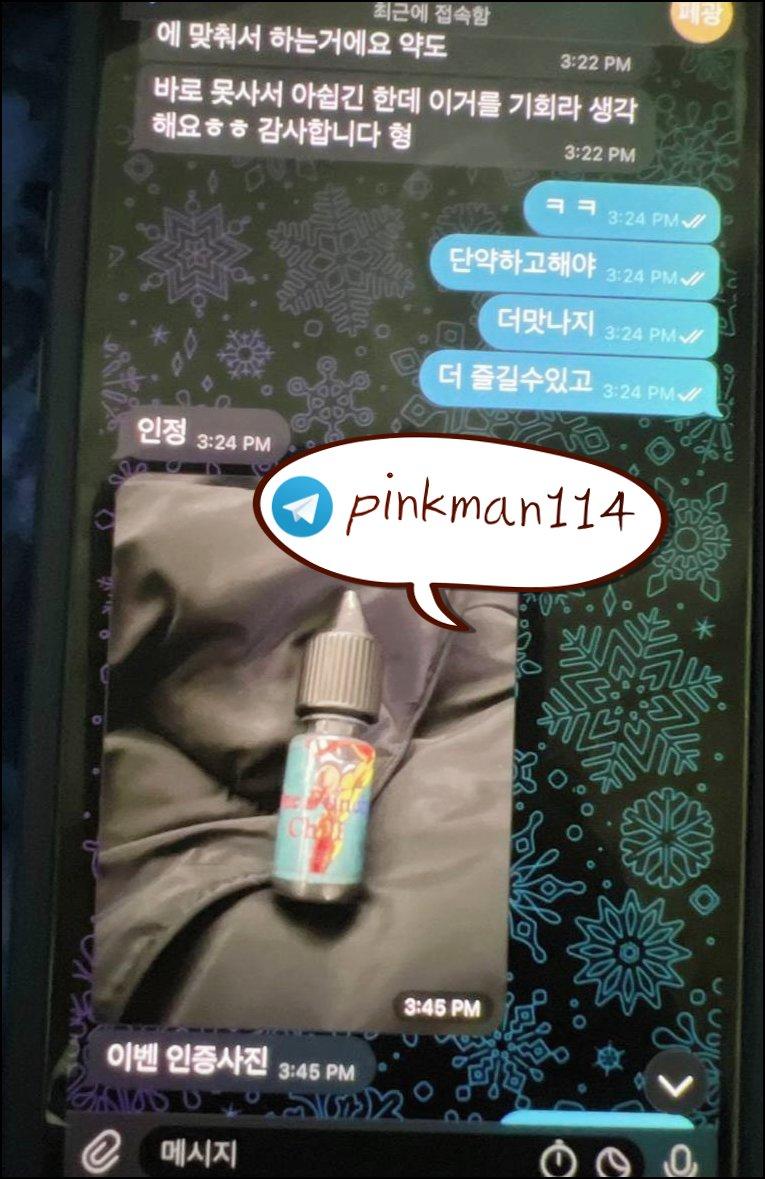 최근에 접속함
페광
에 맞춰서 하는거에요 약도
3:22 PM
바로 못사서 아쉽긴 한데 이거를 기회라 생각
해요ㅎㅎ 감사합니다 형
3:22 PM
ㅋ ㅋ 3:24 PM
단약하고해야 3:24 PM
더맛나지 3:24 PM
더 즐길수있고 3:24 PM
인정 3:24 PM
pinkman114
3:45 PM
이벤 인증사진 3:45 PM
메시지